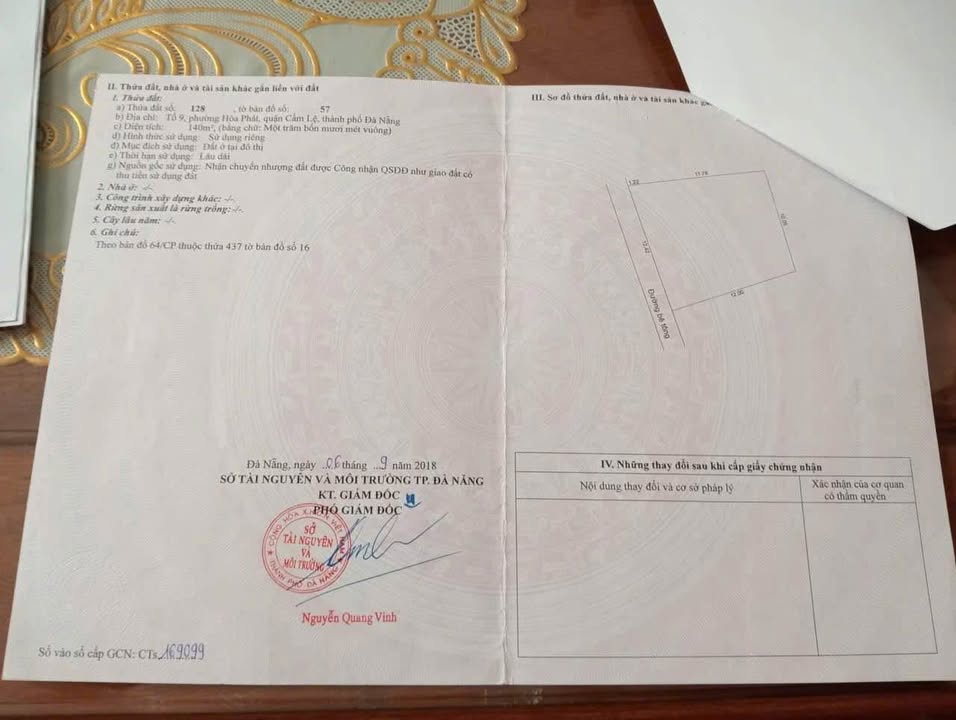 II. Thửa đất, nhà ở và tài sản khác gắn liền với đất
1. Thửa đất:
a) Thửa đất số: 128 , tờ bản đồ số: 57
b) Địa chỉ: Tổ 9, phường Hòa Phát, quận Cẩm Lệ, thành phố Đà Nẵng
c) Diện tích: 140m², (bằng chữ: Một trăm bốn mươi mét vuông)
d) Hình thức sử dụng: Sử dụng riêng
đ) Mục đích sử dụng: Đất ở tại đô thị
e) Thời hạn sử dụng: Lâu dài
g) Nguồn gốc sử dụng: Nhận chuyển nhượng đất được Công nhận QSDĐ như giao đất có
thu tiền sử dụng đất
2. Nhà ở: -/-
3. Công trình xây dựng khác: -/-.
4. Rừng sản xuất là rừng trồng: -/-.
5. Cây lâu năm: -/-
6. Ghi chú:
Theo bản đồ 64/CP thuộc thửa 437 tờ bản đồ số 16
Đà Nẵng, ngày 06 tháng 9 năm 2018
SỞ TÀI NGUYÊN VÀ MÔI TRƯỜNG TP. ĐÀ NẴNG
KT. GIÁM ĐỐC
PHÓ GIÁM ĐỐC
SỞ
TÀI NGUYÊN
VÀ
MÔI TRƯỜNG
THÀNH PHỐ ĐÀ NẴNG
Nguyễn Quang Vinh
Số vào sổ cấp GCN: CTs 169099
III. Sơ đồ thửa đất, nhà ở và tài sản khác
Đường bê tông
IV. Những thay đổi sau khi cấp giấy chứng nhận
Nội dung thay đổi và cơ sở pháp lý
Xác nhận của cơ quan
có thẩm quyền